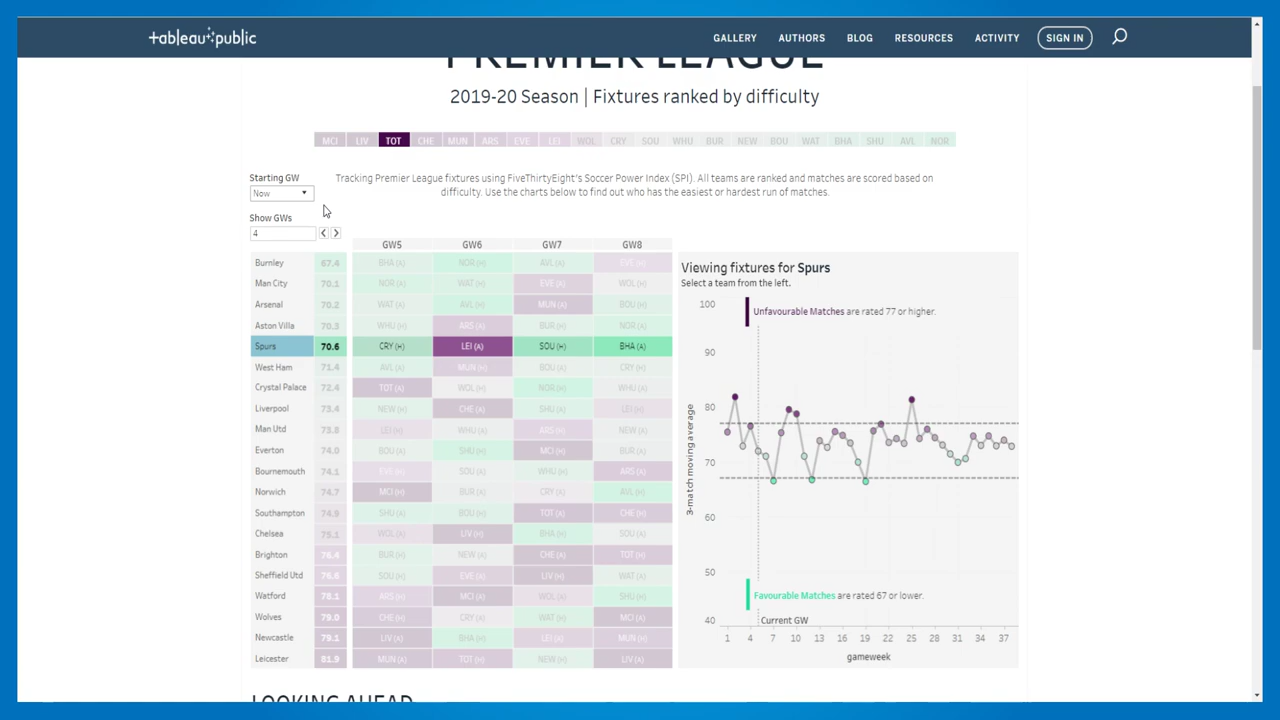 tableau public
GALLERY AUTHORS BLOG RESOURCES ACTIVITY SIGN IN
PREMIER LEAGUE
2019-20 Season | Fixtures ranked by difficulty
MCI LIV TOT CHE MUN ARS EVE LEI WOL CRY SOU WHU BUR NEW BOU WAT BHA SHU AVL NOR
Starting GW
Now
Tracking Premier League fixtures using FiveThirtyEight's Soccer Power Index (SPI). All teams are ranked and matches are scored based on
difficulty. Use the charts below to find out who has the easiest or hardest run of matches.
Show GWs
4
GW5 GW6 GW7 GW8
Burnley 67.4 BHA (A) NOR (H) AVL (A) EVE (H)
Man City 70.1 NOR (A) WAT (H) EVE (A) WOL (H)
Arsenal 70.2 WAT (A) AVL (H) MUN (A) BOU (H)
Aston Villa 70.3 WHU (H) ARS (A) BUR (H) NOR (A)
Spurs 70.6 CRY (H) LEI (A) SOU (H) BHA (A)
West Ham 71.4 AVL (A) MUN (H) BOU (A) CRY (H)
Crystal Palace 72.4 TOT (A) WOL (H) NOR (H) WHU (A)
Liverpool 73.4 NEW (H) CHE (A) SHU (A) LEI (H)
Man Utd 73.8 LEI (H) WHU (A) ARS (H) NEW (A)
Everton 74.0 BOU (A) SHU (H) MCI (H) BUR (A)
Bournemouth 74.1 EVE (H) SOU (A) WHU (H) ARS (A)
Norwich 74.7 MCI (H) BUR (A) CRY (A) AVL (H)
Southampton 74.9 SHU (A) BOU (H) TOT (A) CHE (H)
Chelsea 75.1 WOL (A) LIV (H) BHA (H) SOU (A)
Brighton 76.4 BUR (H) NEW (A) CHE (A) TOT (H)
Sheffield Utd 76.6 SOU (H) EVE (A) LIV (H) WAT (A)
Watford 78.1 ARS (H) MCI (A) WOL (A) SHU (H)
Wolves 79.0 CHE (H) CRY (A) WAT (H) MCI (A)
Newcastle 79.1 LIV (A) BHA (H) LEI (A) MUN (H)
Leicester 81.9 MUN (A) TOT (H) NEW (H) LIV (A)
Viewing fixtures for Spurs
Select a team from the left.
100
Unfavourable Matches are rated 77 or higher.
90
80
70
60
50
40
3-match moving average
Favourable Matches are rated 67 or lower.
Current GW
1 4 7 10 13 16 19 22 25 28 31 34 37
gameweek
LOOKING AHEAD